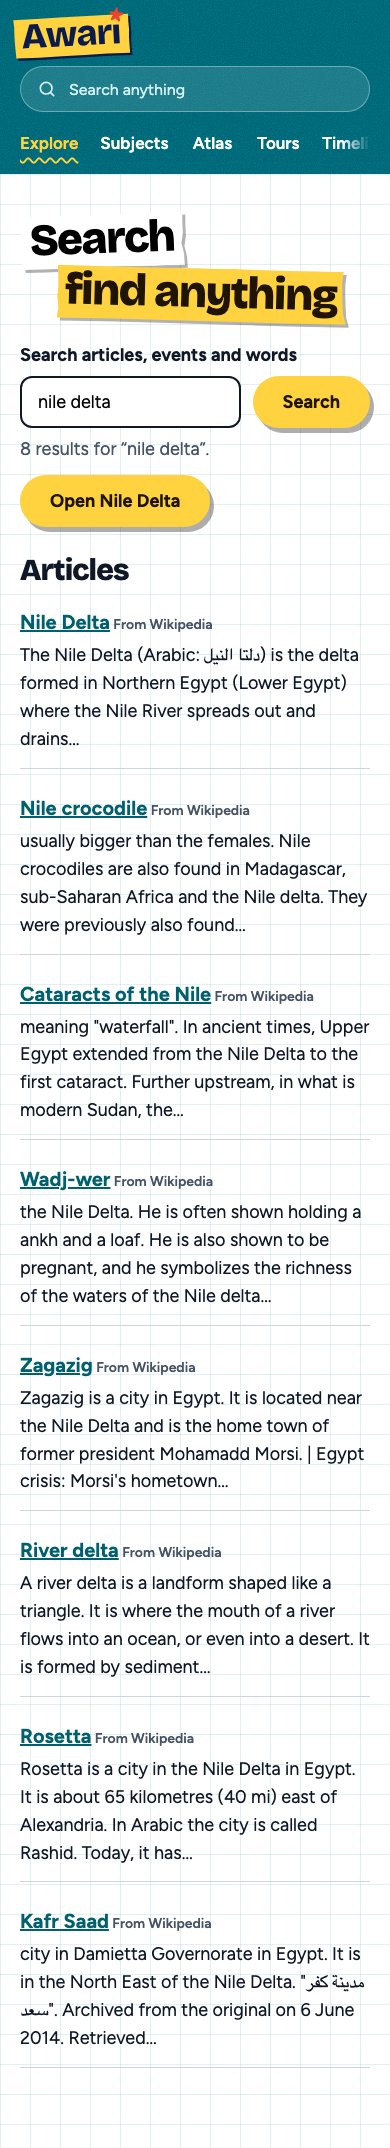 Awari
Search anything
Explore Subjects Atlas Tours Timeli
Search
find anything
Search articles, events and words
nile delta
Search
8 results for “nile delta”.
Open Nile Delta
Articles
Nile Delta From Wikipedia
The Nile Delta (Arabic: دلتا النيل) is the delta
formed in Northern Egypt (Lower Egypt)
where the Nile River spreads out and
drains...
Nile crocodile From Wikipedia
usually bigger than the females. Nile
crocodiles are also found in Madagascar,
sub-Saharan Africa and the Nile delta. They
were previously also found...
Cataracts of the Nile From Wikipedia
meaning "waterfall". In ancient times, Upper
Egypt extended from the Nile Delta to the
first cataract. Further upstream, in what is
modern Sudan, the...
Wadj-wer From Wikipedia
the Nile Delta. He is often shown holding a
ankh and a loaf. He is also shown to be
pregnant, and he symbolizes the richness
of the waters of the Nile delta...
Zagazig From Wikipedia
Zagazig is a city in Egypt. It is located near
the Nile Delta and is the home town of
former president Mohamadd Morsi. | Egypt
crisis: Morsi's hometown...
River delta From Wikipedia
A river delta is a landform shaped like a
triangle. It is where the mouth of a river
flows into an ocean, or even into a desert. It
is formed by sediment...
Rosetta From Wikipedia
Rosetta is a city in the Nile Delta in Egypt.
It is about 65 kilometres (40 mi) east of
Alexandria. In Arabic the city is called
Rashid. Today, it has...
Kafr Saad From Wikipedia
city in Damietta Governorate in Egypt. It is
in the North East of the Nile Delta. "مدينة كفر
سعد". Archived from the original on 6 June
2014. Retrieved...